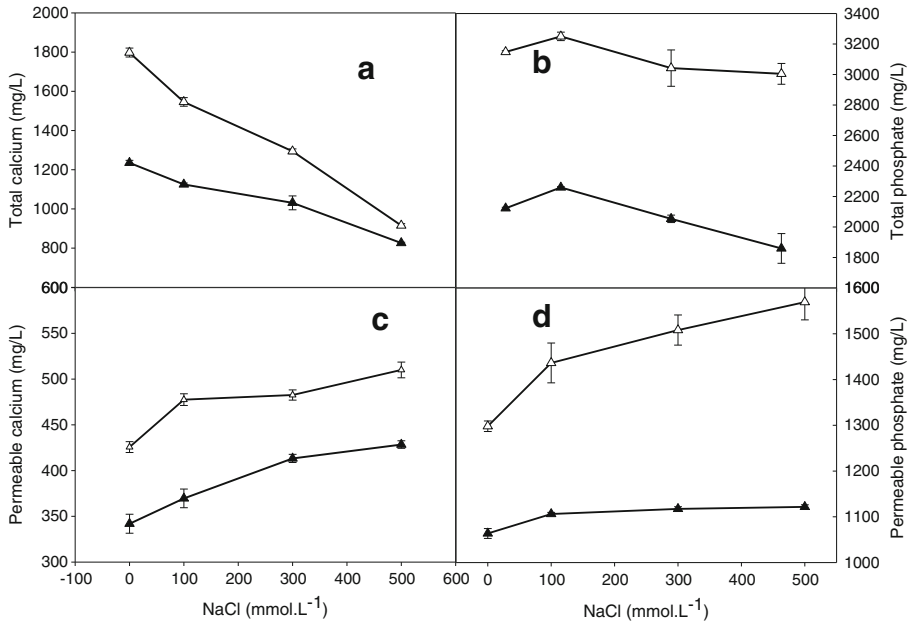 2000
1800
1600
1400
1200
1000
800
600
Total calcium (mg/L)
a
3400
3200
3000
2800
2600
2400
2200
2000
1800
1600
Total phosphate (mg/L)
b
600
550
500
450
400
350
300
Permeable calcium (mg/L)
c
-100 0 100 200 300 400 500 600
NaCl (mmol.L-1)
1600
1500
1400
1300
1200
1100
1000
Permeable phosphate (mg/L)
d
0 100 200 300 400 500
NaCl (mmol.L-1)